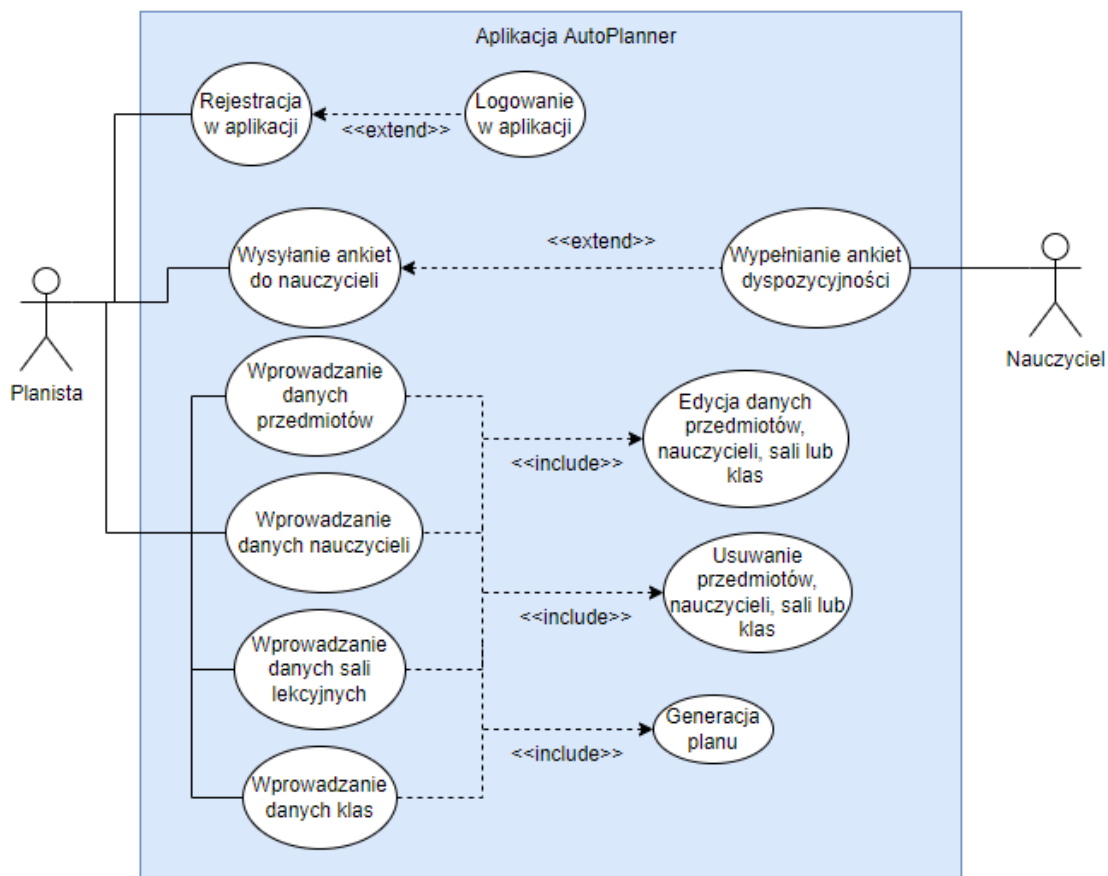 Aplikacja AutoPlanner
Rejestracja
w aplikacji
<<extend>>
Logowanie
w aplikacji
Wysyłanie ankiet
do nauczycieli
<<extend>>
Wypełnianie ankiet
dyspozycyjności
Planista
Nauczyciel
Wprowadzanie
danych
przedmiotów
Edycja danych
przedmiotów,
nauczycieli, sali lub
klas
<<include>>
Wprowadzanie
danych nauczycieli
Usuwanie
przedmiotów,
nauczycieli, sali lub
klas
<<include>>
Wprowadzanie
danych sali
lekcyjnych
Generacja
planu
<<include>>
Wprowadzanie
danych klas